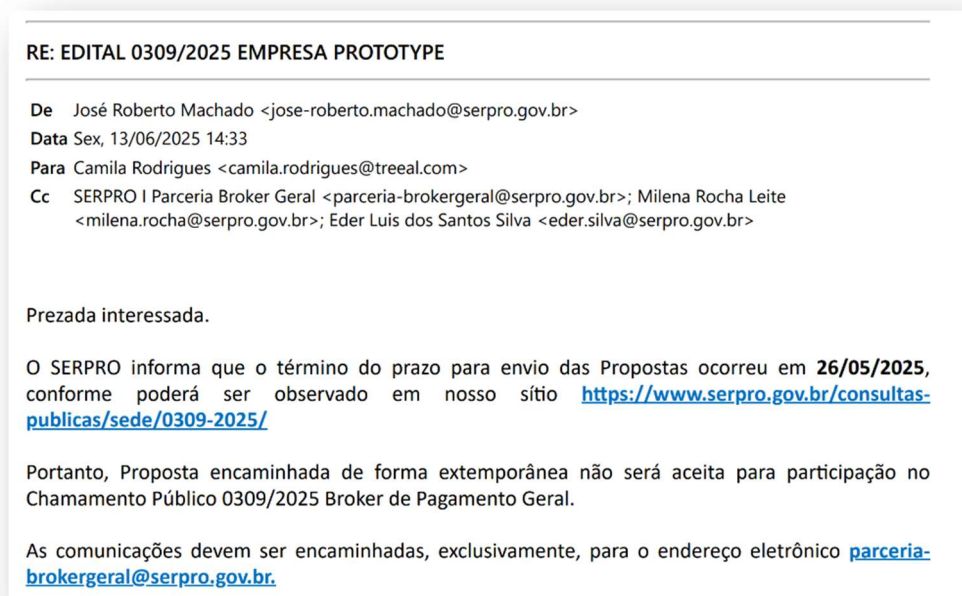 RE: EDITAL 0309/2025 EMPRESA PROTOTYPE
De José Roberto Machado <jose-roberto.machado@serpro.gov.br>
Data Sex, 13/06/2025 14:33
Para Camila Rodrigues <camila.rodrigues@treeal.com>
Cc SERPRO | Parceria Broker Geral <parceria-brokergeral@serpro.gov.br>; Milena Rocha Leite
<milena.rocha@serpro.gov.br>; Eder Luis dos Santos Silva <eder.silva@serpro.gov.br>
Prezada interessada.
O SERPRO informa que o término do prazo para envio das Propostas ocorreu em 26/05/2025,
conforme poderá ser observado em nosso sítio https://www.serpro.gov.br/consultas-
publicas/sede/0309-2025/
Portanto, Proposta encaminhada de forma extemporânea não será aceita para participação no
Chamamento Público 0309/2025 Broker de Pagamento Geral.
As comunicações devem ser encaminhadas, exclusivamente, para o endereço eletrônico parceria-
brokergeral@serpro.gov.br.